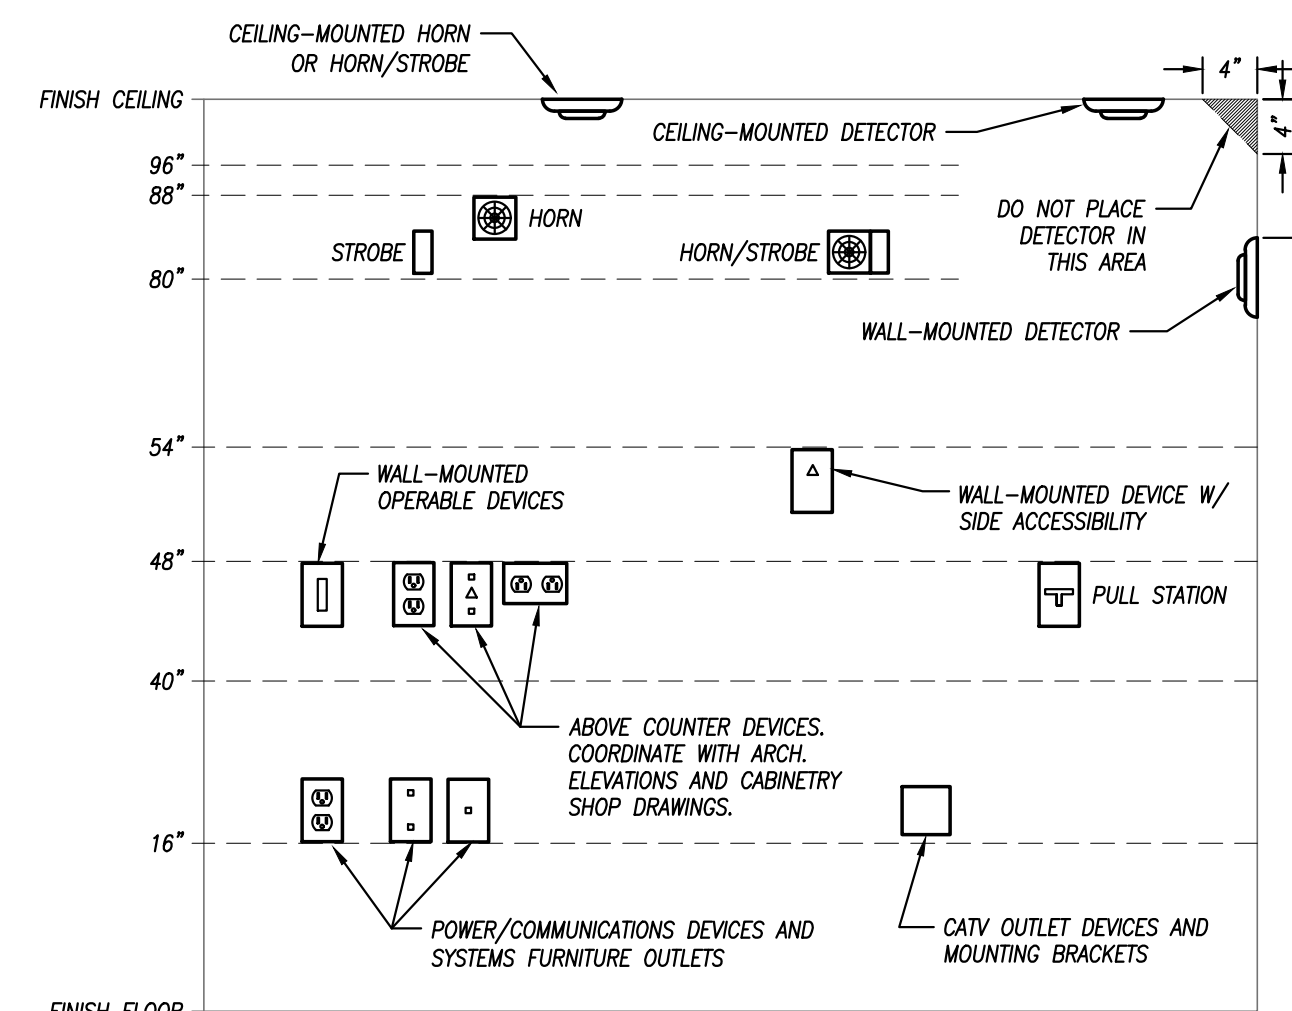 CEILING-MOUNTED HORN
OR HORN/STROBE
4"
FINISH CEILING
4"
CEILING-MOUNTED DETECTOR
96"
88"
DO NOT PLACE
DETECTOR IN
THIS AREA
HORN
STROBE
HORN/STROBE
80"
WALL-MOUNTED DETECTOR
54"
WALL-MOUNTED
OPERABLE DEVICES
WALL-MOUNTED DEVICE W/
SIDE ACCESSIBILITY
48"
PULL STATION
40"
ABOVE COUNTER DEVICES.
COORDINATE WITH ARCH.
ELEVATIONS AND CABINETRY
SHOP DRAWINGS.
16"
POWER/COMMUNICATIONS DEVICES AND
SYSTEMS FURNITURE OUTLETS
CATV OUTLET DEVICES AND
MOUNTING BRACKETS
FINISH FLOOR